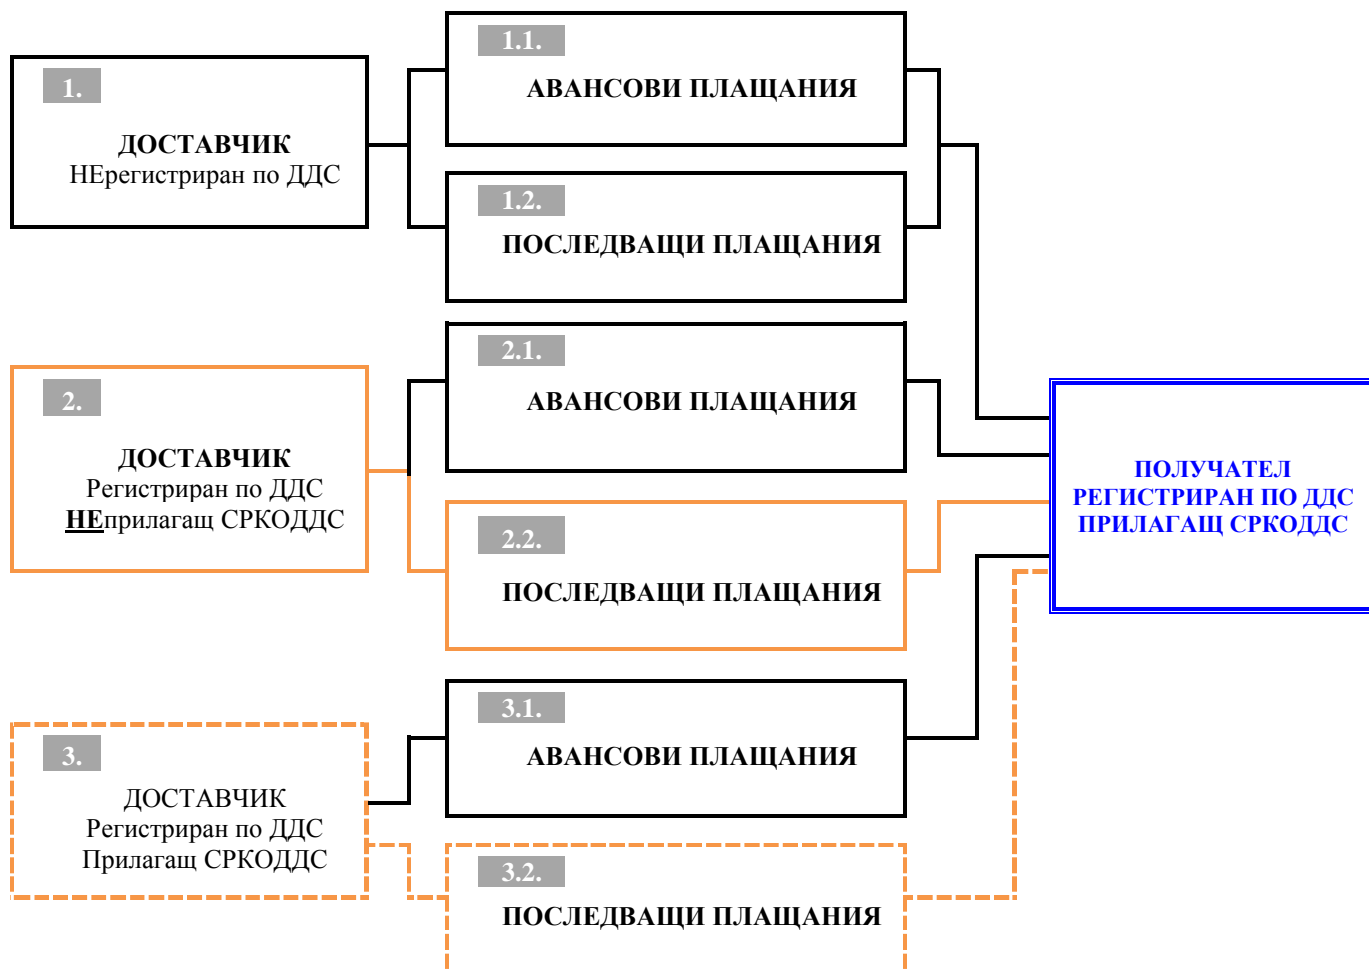 1.
ДОСТАВЧИК
НЕрегистриран по ДДС
1.1.
АВАНСОВИ ПЛАЩАНИЯ
1.2.
ПОСЛЕДВАЩИ ПЛАЩАНИЯ
2.
ДОСТАВЧИК
Регистриран по ДДС
НЕприлагащ СРКОДДС
2.1.
АВАНСОВИ ПЛАЩАНИЯ
2.2.
ПОСЛЕДВАЩИ ПЛАЩАНИЯ
3.
ДОСТАВЧИК
Регистриран по ДДС
Прилагащ СРКОДДС
3.1.
АВАНСОВИ ПЛАЩАНИЯ
3.2.
ПОСЛЕДВАЩИ ПЛАЩАНИЯ
ПОЛУЧАТЕЛ
РЕГИСТРИРАН ПО ДДС
ПРИЛАГАЩ СРКОДДС